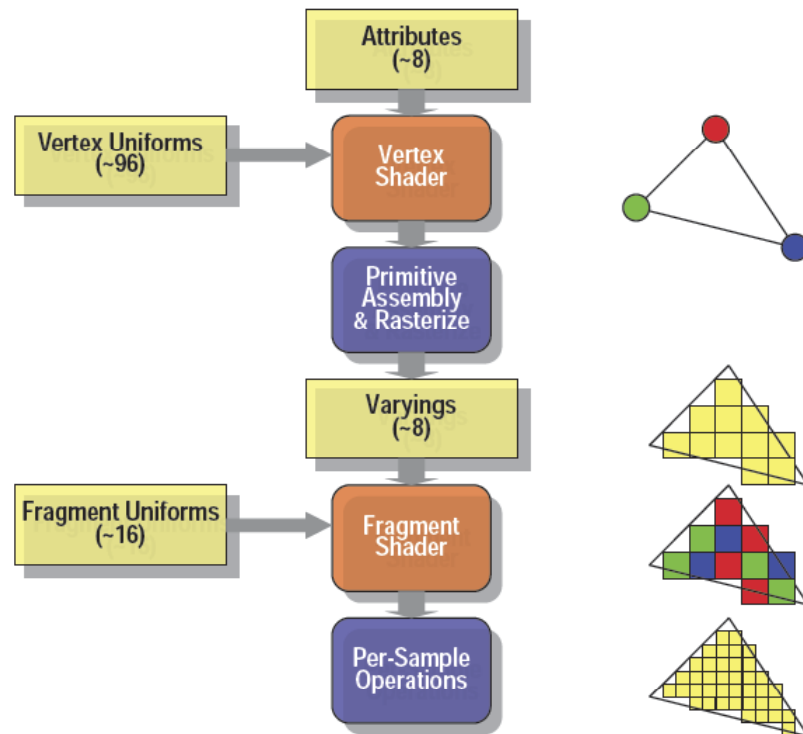 Attributes
(~8)
Vertex Uniforms
(~96)
Vertex
Shader
Primitive
Assembly
& Rasterize
Varyings
(~8)
Fragment Uniforms
(~16)
Fragment
Shader
Per-Sample
Operations